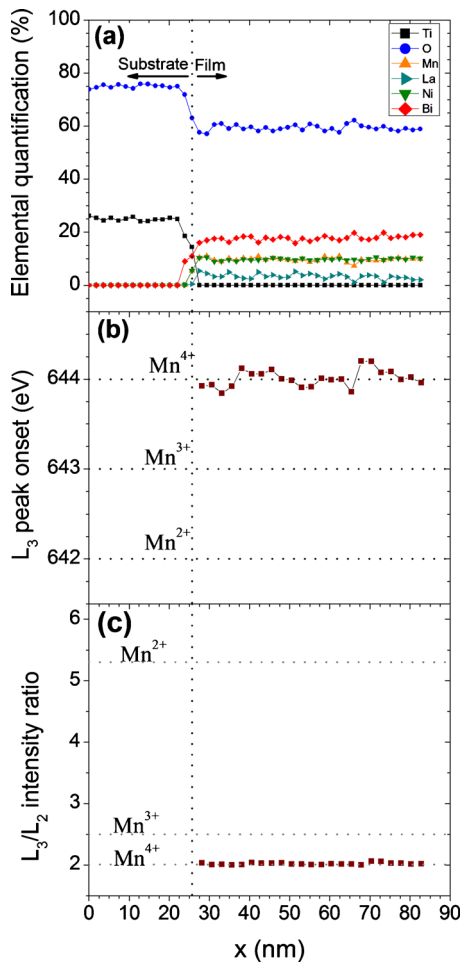 (a)
Substrate Film
Ti
O
Mn
La
Ni
Bi
Elemental quantification (%)
100
75
60
40
20
0
(b)
Mn4+
Mn3+
Mn2+
L3 peak onset (eV)
644
643
642
(c)
Mn2+
Mn3+
Mn4+
L3/L2 intensity ratio
6
5
4
3
2
1
0 10 20 30 40 50 60 70 80 90
x (nm)